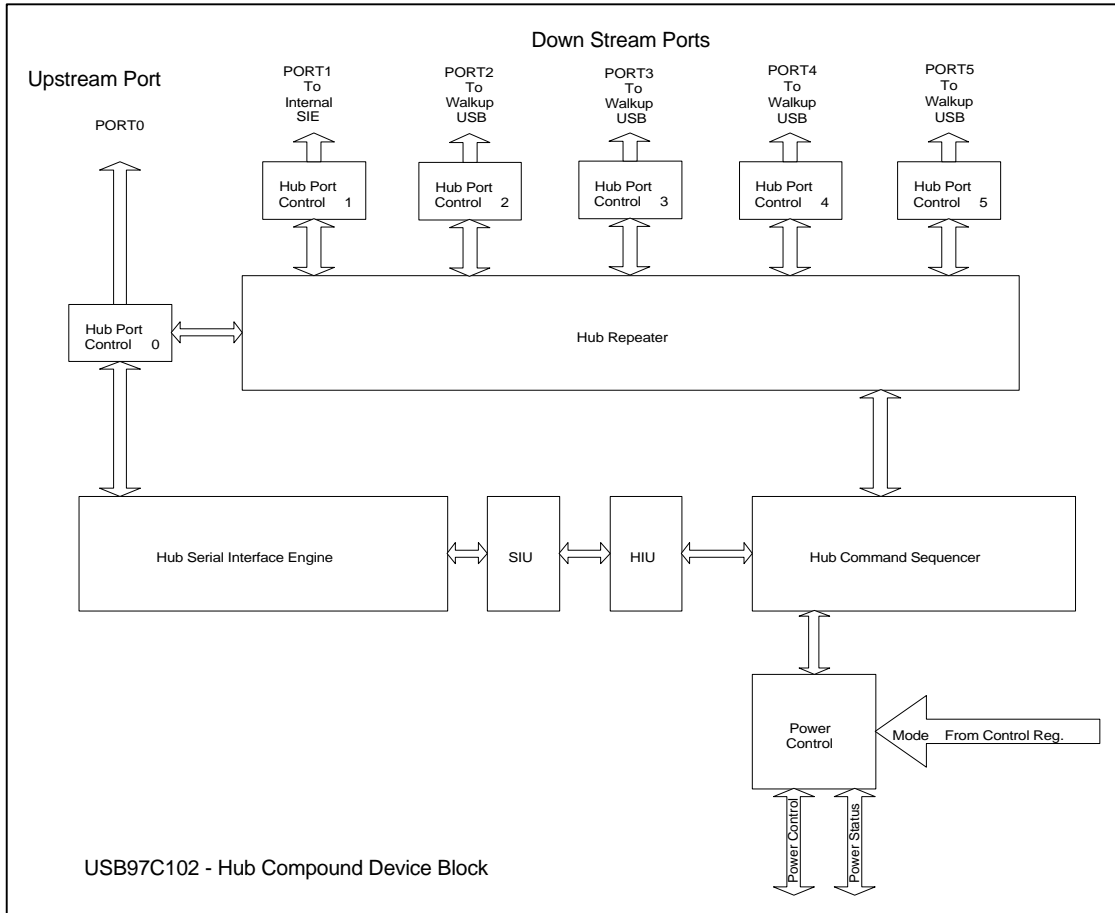 Down Stream Ports
Upstream Port
PORT0
PORT1
To
Internal
SIE
PORT2
To
Walkup
USB
PORT3
To
Walkup
USB
PORT4
To
Walkup
USB
PORT5
To
Walkup
USB
Hub Port
Control 1
Hub Port
Control 2
Hub Port
Control 3
Hub Port
Control 4
Hub Port
Control 5
Hub Port
Control 0
Hub Repeater
Hub Serial Interface Engine
SIU
HIU
Hub Command Sequencer
Power
Control
Mode From Control Reg.
Power Control
Power Status
USB97C102 - Hub Compound Device Block